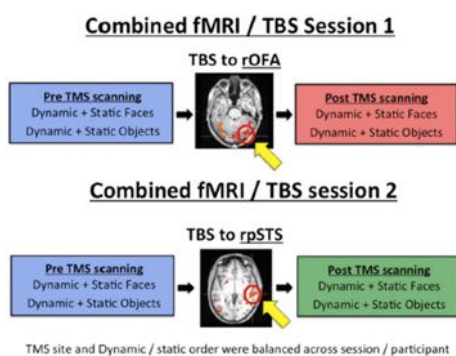 Combined fMRI / TBS Session 1
TBS to rOFA
Pre TMS scanning
Dynamic + Static Faces
Dynamic + Static Objects
Post TMS scanning
Dynamic + Static Faces
Dynamic + Static Objects
Combined fMRI / TBS session 2
TBS to rpSTS
Pre TMS scanning
Dynamic + Static Faces
Dynamic + Static Objects
Post TMS scanning
Dynamic + Static Faces
Dynamic + Static Objects
TMS site and Dynamic / static order were balanced across session / participant